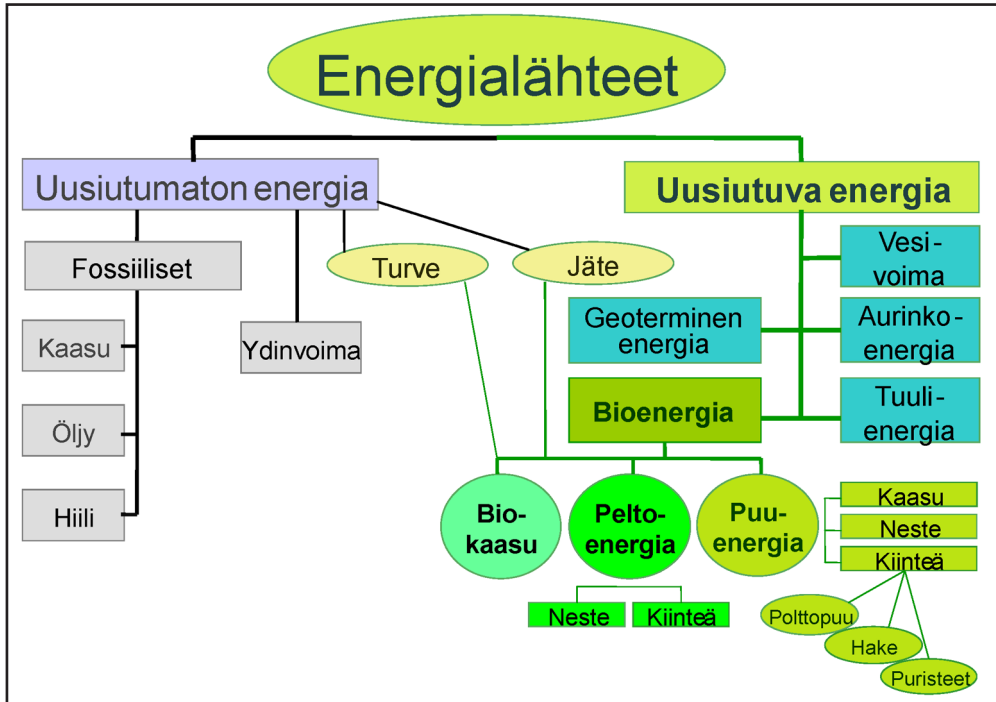 Energialähteet
Uusiutumaton energia
Uusiutuva energia
Fossiiliset
Turve
Jäte
Vesi-
voima
Kaasu
Ydinvoima
Geoterminen
energia
Aurinko-
energia
Öljy
Bioenergia
Tuuli-
energia
Hiili
Bio-
kaasu
Pelto-
energia
Puu-
energia
Kaasu
Neste
Kiinteä
Neste
Kiinteä
Polttopuu
Hake
Puristeet